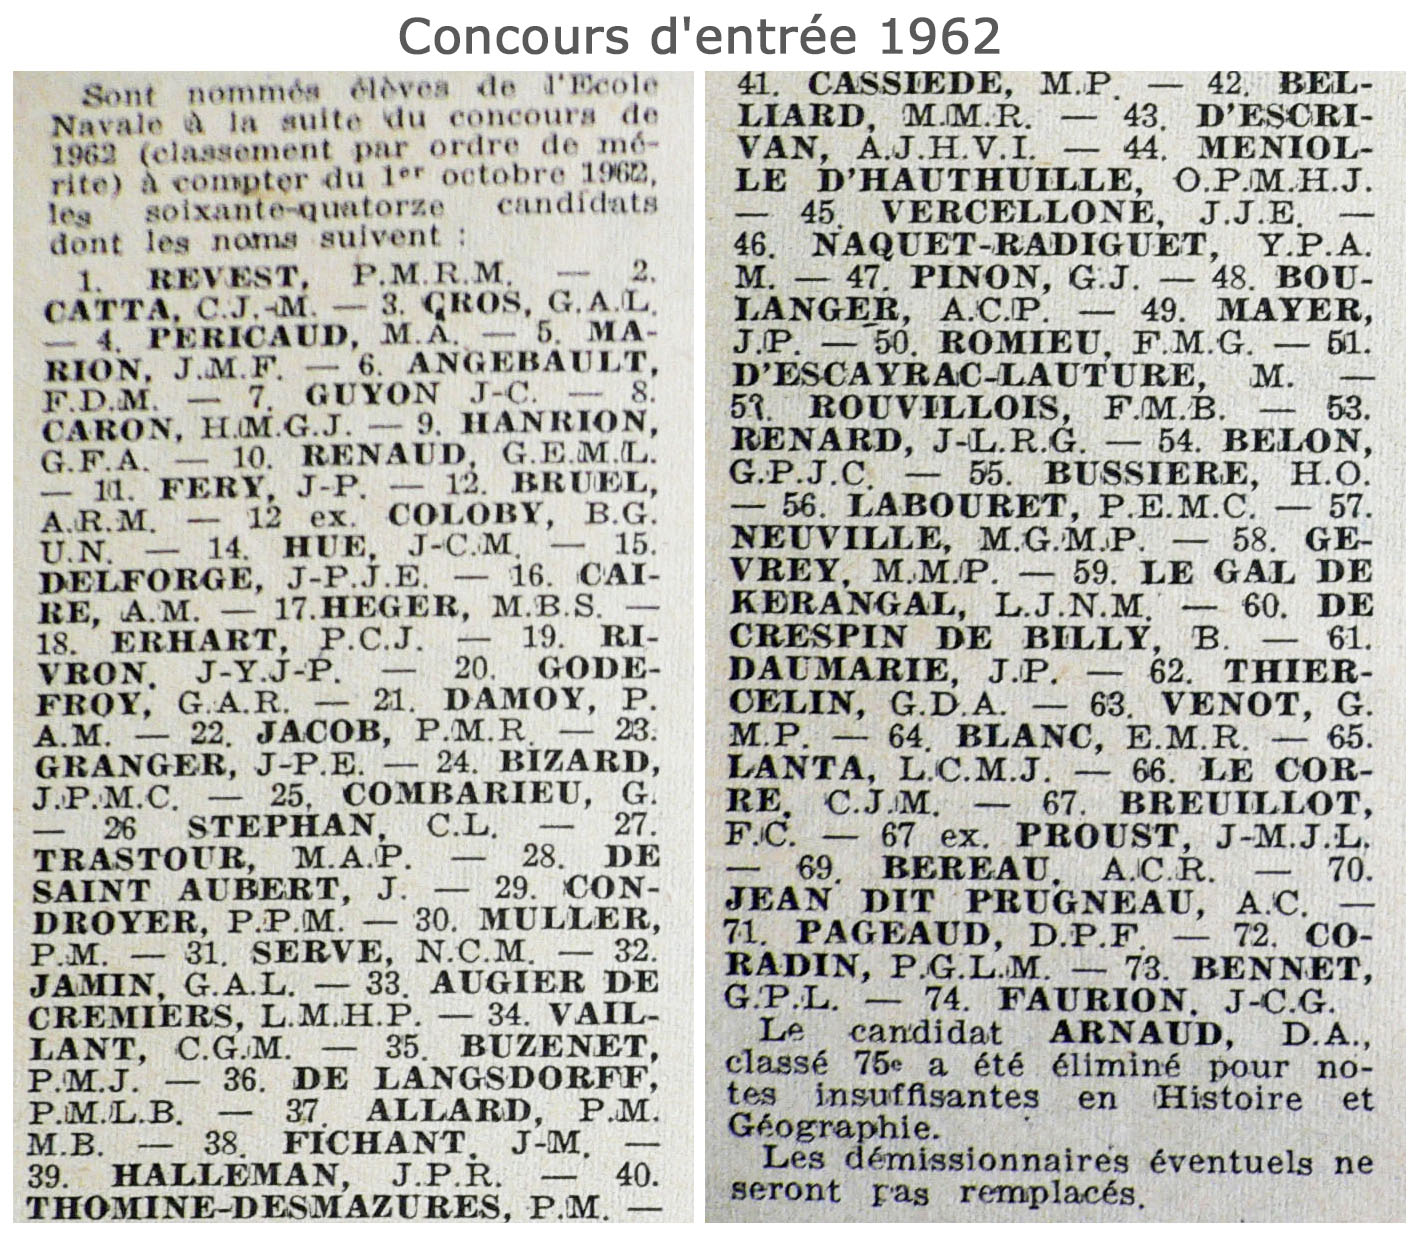 Concours d'entrée 1962
Sont nommés élèves de l'Ecole
Navale à la suite du concours de
1962 (classement par ordre de mé-
rite) à compter du 1er octobre 1962,
les soixante-quatorze candidats
dont les noms suivent :
1. REVEST, P.M.R.M. — 2.
CATTA, C.J.-M. — 3. CROS, G.A.L.
— 4. PERICAUD, M.A. — 5. MA-
RION, J.M.F. — 6. ANGEBAULT,
F.D.M. — 7. GUYON J-C. — 8.
CARON, H.M.G.J. — 9. HANRION,
G.F.A. — 10. RENAUD, G.E.M.L.
— 11. FERY, J-P. — 12. BRUEL,
A.R.M. — 12 ex. COLOBY, B.G.
U.N. — 14. HUE, J-C.M. — 15.
DELFORGE, J-P.J.E. — 16. CAI-
RE, A.M. — 17.HEGER, M.B.S. —
18. ERHART, P.C.J. — 19. RI-
VRON, J-Y.J-P. — 20. GODE-
FROY, G.A.R. — 21. DAMOY, P.
A.M. — 22. JACOB, P.M.R. — 23.
GRANGER, J-P.E. — 24. BIZARD,
J.P.M.C. — 25. COMBARIEU, G.
— 26 STEPHAN, C.L. — 27.
TRASTOUR, M.A.P. — 28. DE
SAINT AUBERT, J. — 29. CON-
DROYER, P.P.M. — 30. MULLER,
P.M. — 31. SERVE, N.C.M. — 32.
JAMIN, G.A.L. — 33. AUGIER DE
CREMIERS, L.M.H.P. — 34. VAIL-
LANT, C.G.M. — 35. BUZENET,
P.M.J. — 36. DE LANGSDORFF,
P.M.L.B. — 37. ALLARD, P.M.
M.B. — 38. FICHANT, J-M. —
39. HALLEMAN, J.P.R. — 40.
THOMINE-DESMAZURES, P.M. —
41. CASSIEDE, M.P. — 42. BEL-
LIARD, M.M.R. — 43. D'ESCRI-
VAN, A.J.H.V.I. — 44. MENIOL-
LE D'HAUTHUILLE, O.P.M.H.J.
— 45. VERCELLONE, J.J.E. —
46. NAQUET-RADIGUET, Y.P.A.
M. — 47. PINON, G.J. — 48. BOU-
LANGER, A.C.P. — 49. MAYER,
J.P. — 50. ROMIEU, F.M.G. — 51.
D'ESCAYRAC-LAUTURE, M. —
52. ROUVILLOIS, F.M.B. — 53.
RENARD, J-L.R.G. — 54. BELON,
G.P.J.C. — 55. BUSSIERE, H.O.
— 56. LABOURET, P.E.M.C. — 57.
NEUVILLE, M.G.M.P. — 58. GE-
VREY, M.M.P. — 59. LE GAL DE
KERANGAL, L.J.N.M. — 60. DE
CRESPIN DE BILLY, B. — 61.
DAUMARIE, J.P. — 62. THIER-
CELIN, G.D.A. — 63. VENOT, G.
M.P. — 64. BLANC, E.M.R. — 65.
LANTA, L.C.M.J. — 66. LE COR-
RE, C.J.M. — 67. BREUILLOT,
F.C. — 67 ex. PROUST, J-M.J.L.
— 69. BEREAU, A.C.R. — 70.
JEAN DIT PRUGNEAU, A.C. —
71. PAGEAUD, D.P.F. — 72. CO-
RADIN, P.G.L.M. — 73. BENNET,
G.P.L. — 74. FAURION, J-C.G.
Le candidat ARNAUD, D.A.,
classé 75e a été éliminé pour no-
tes insuffisantes en Histoire et
Géographie.
Les démissionnaires éventuels ne
seront pas remplacés.